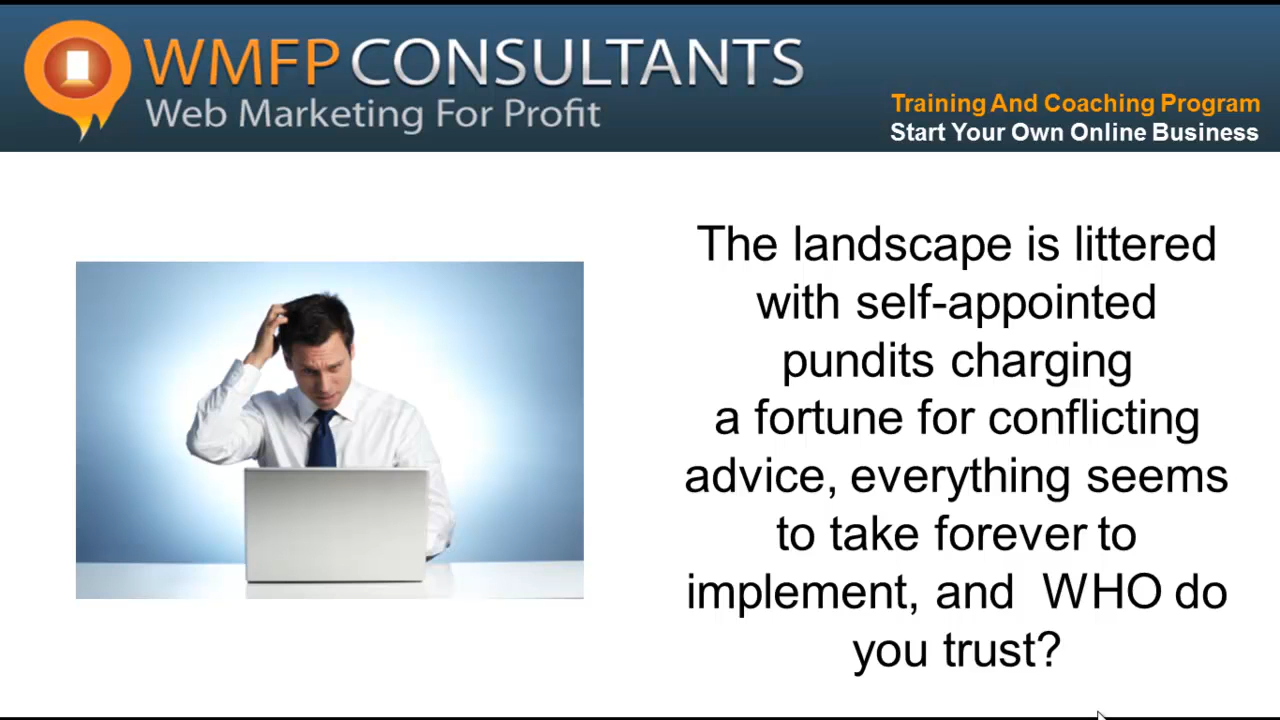 WMFP CONSULTANTS
Web Marketing For Profit
Training And Coaching Program
Start Your Own Online Business
The landscape is littered
with self-appointed
pundits charging
a fortune for conflicting
advice, everything seems
to take forever to
implement, and  WHO do
you trust?